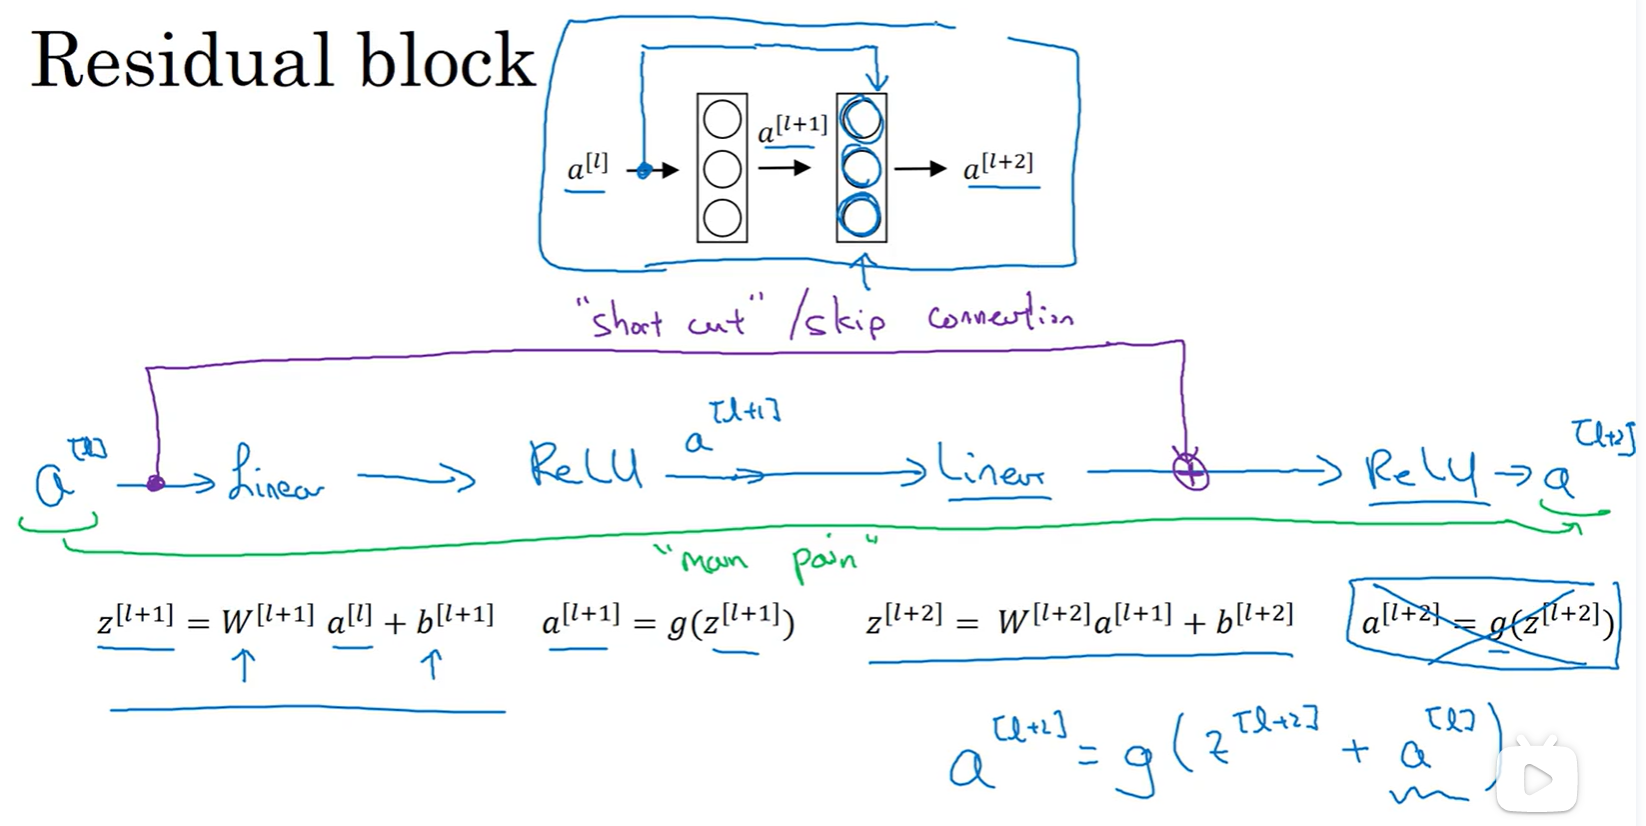 Residual block
a^[l] a^[l+1] a^[l+2]
"short cut" / skip connection
a^[l] → Linear → ReLU a^[l+1] → Linear → ⊕ → ReLU → a^[l+2]
"main pain"
z^[l+1] = W^[l+1] a^[l] + b^[l+1] a^[l+1] = g(z^[l+1]) z^[l+2] = W^[l+2]a^[l+1] + b^[l+2] a^[l+2] = g(z^[l+2])
a^[l+2] = g(z^[l+2] + a^[l])